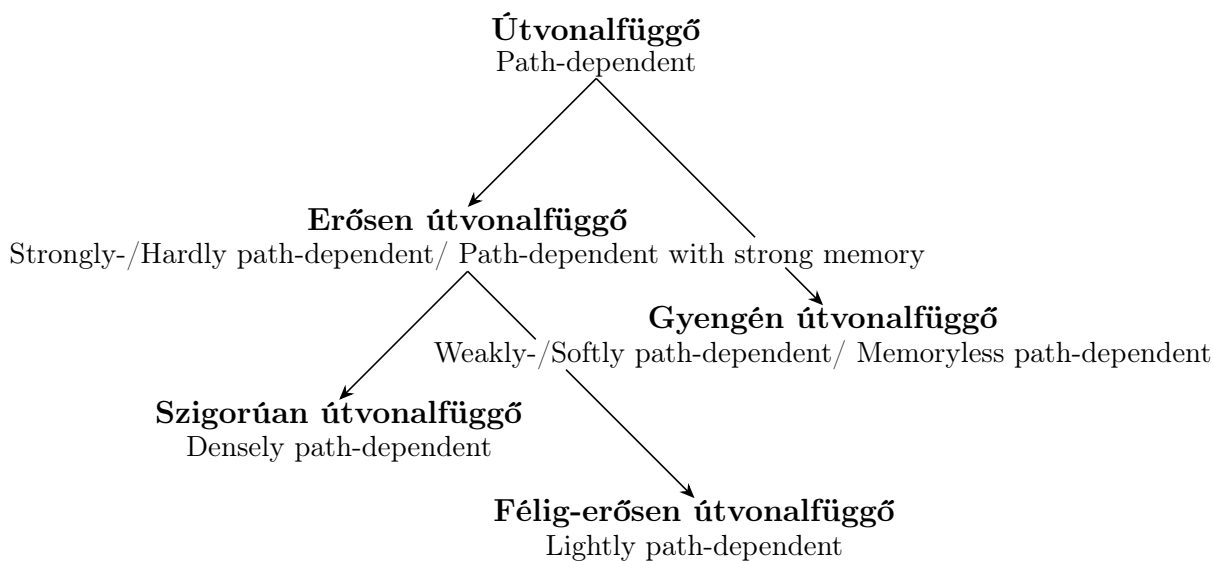 Útvonalfüggő
Path-dependent
Erősen útvonalfüggő
Strongly-/Hardly path-dependent/ Path-dependent with strong memory
Gyengén útvonalfüggő
Weakly-/Softly path-dependent/ Memoryless path-dependent
Szigorúan útvonalfüggő
Densely path-dependent
Félig-erősen útvonalfüggő
Lightly path-dependent